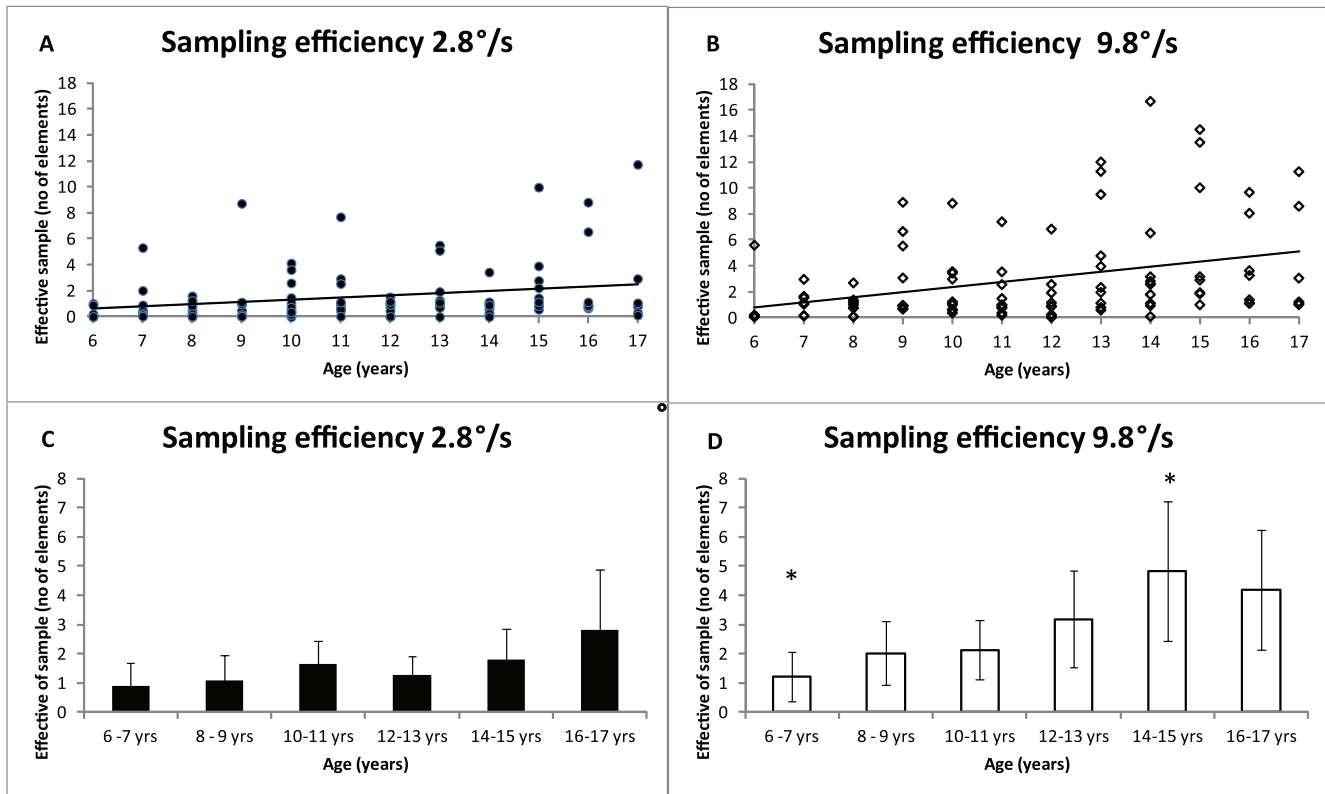 A
Sampling efficiency 2.8°/s
Effective sample (no of elements)
18
16
14
12
10
8
6
4
2
0
6 7 8 9 10 11 12 13 14 15 16 17
Age (years)
B
Sampling efficiency 9.8°/s
Effective sample (no of elements)
18
16
14
12
10
8
6
4
2
0
6 7 8 9 10 11 12 13 14 15 16 17
Age (years)
C
Sampling efficiency 2.8°/s
Effective of sample (no of elements)
8
7
6
5
4
3
2
1
0
6 -7 yrs 8 - 9 yrs 10-11 yrs 12-13 yrs 14-15 yrs 16-17 yrs
Age (years)
D
Sampling efficiency 9.8°/s
Effective of sample (no of elements)
8
7
6
5
4
3
2
1
0
*
*
6 -7 yrs 8 - 9 yrs 10-11 yrs 12-13 yrs 14-15 yrs 16-17 yrs
Age (years)